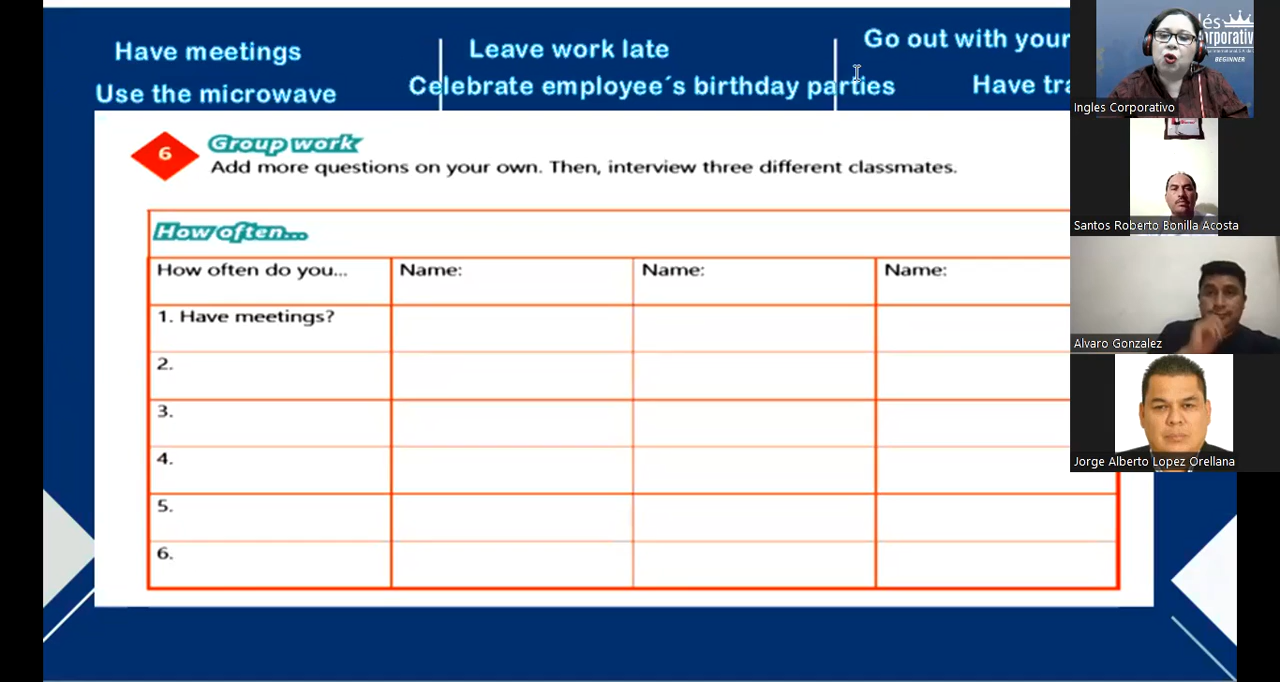 Have meetings
Leave work late
Go out with your
Use the microwave
Celebrate employee´s birthday parties
Have
6
Group work
Add more questions on your own. Then, interview three different classmates.
How often...
How often do you...
Name:
Name:
Name:
1. Have meetings?
2.
3.
4.
5.
6.
BEGINNER
Ingles Corporativo
Santos Roberto Bonilla Acosta
Alvaro Gonzalez
Jorge Alberto Lopez Orellana